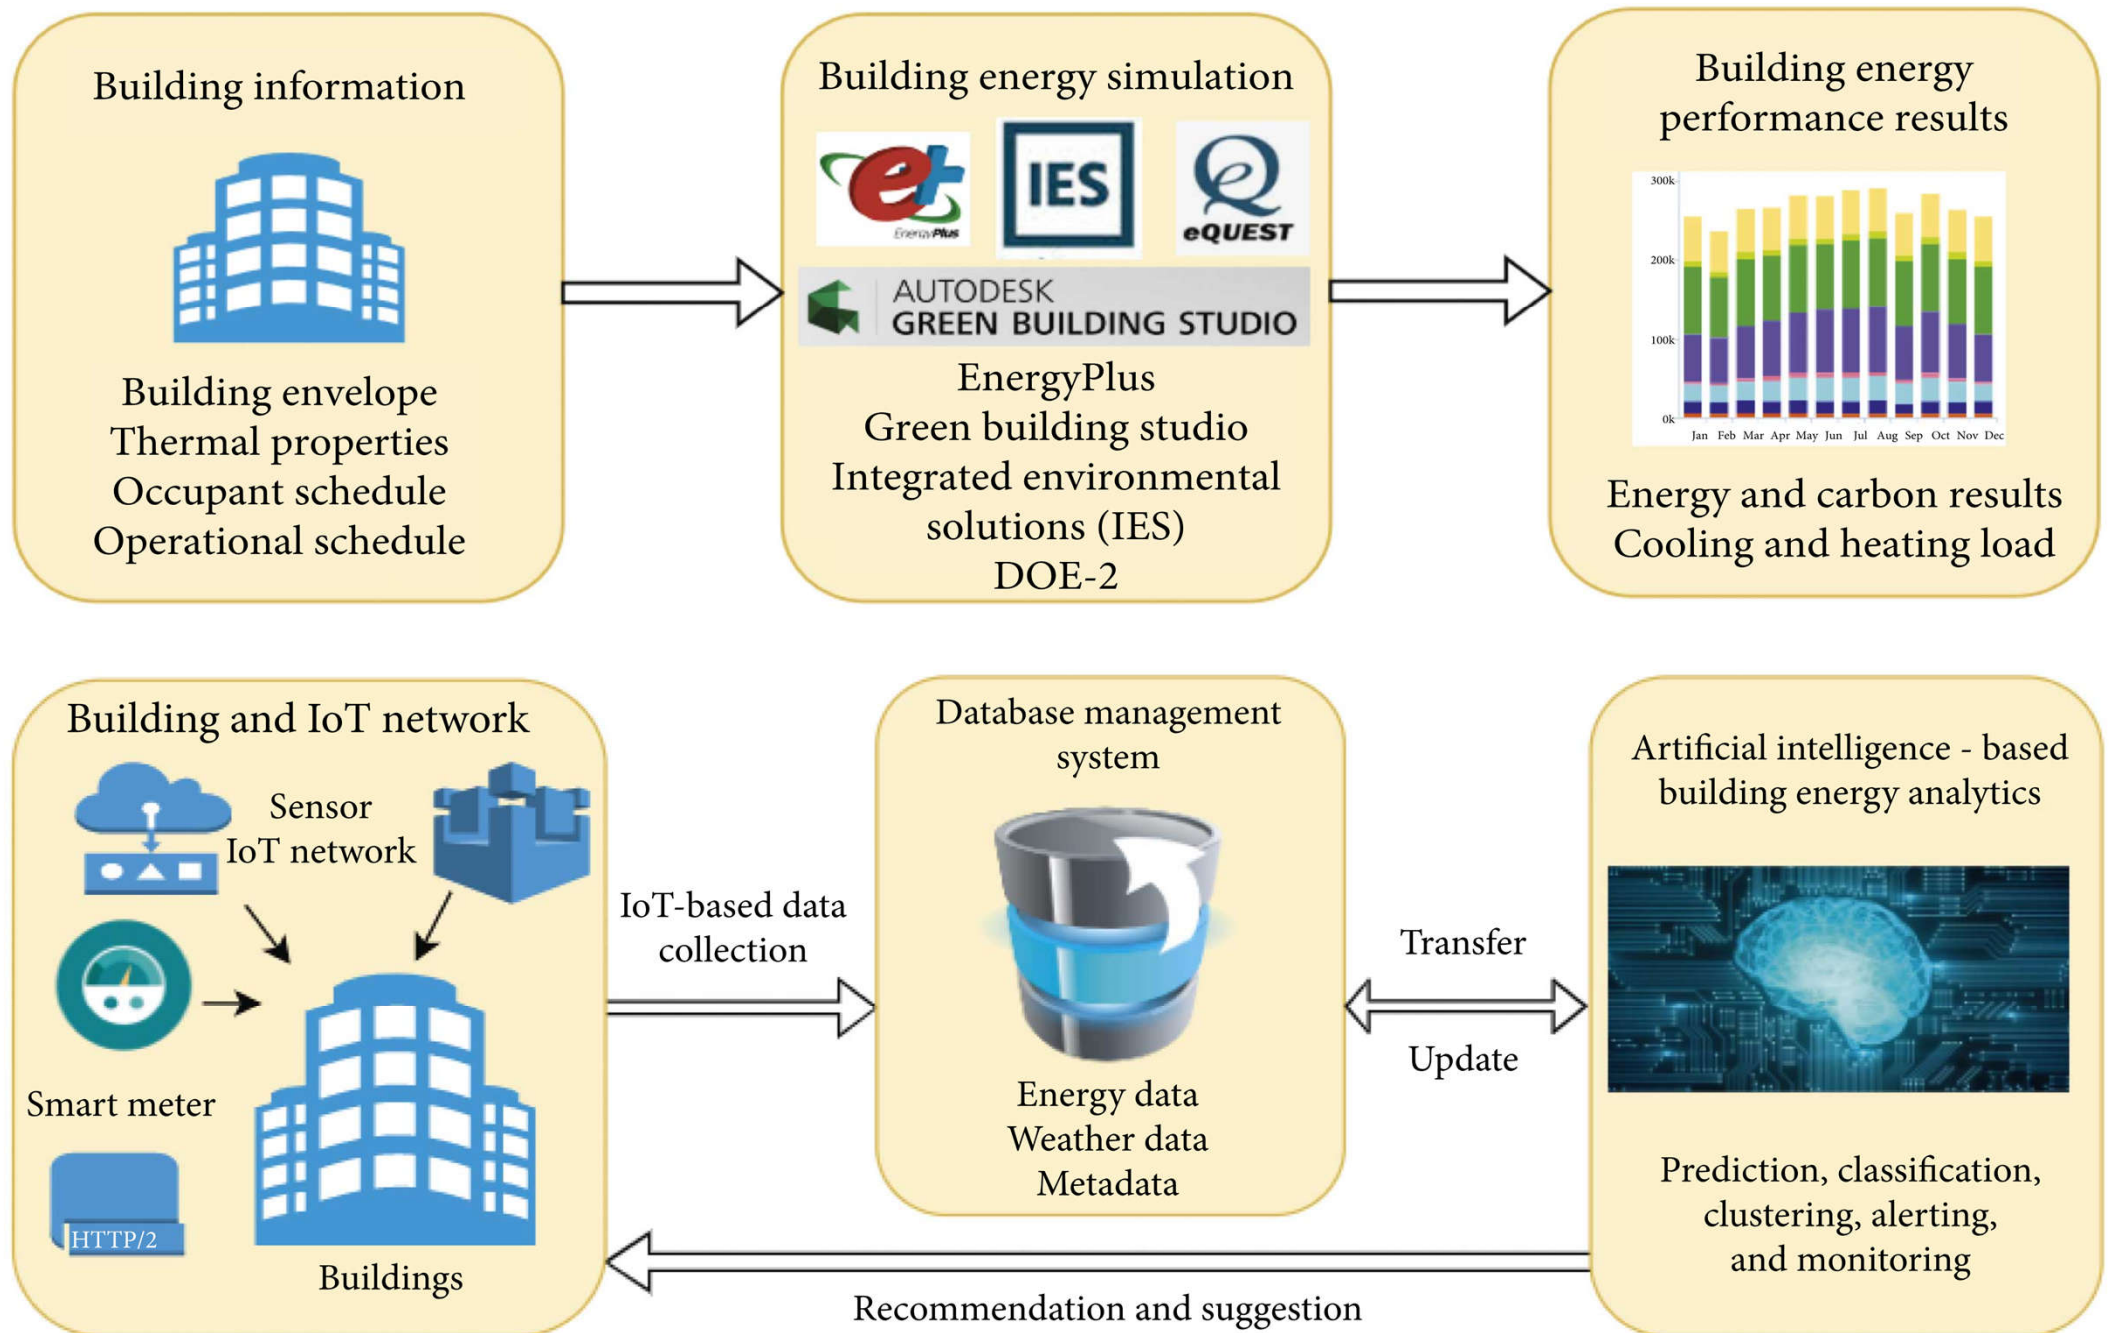 Building information
Building envelope
Thermal properties
Occupant schedule
Operational schedule
Building energy simulation
EnergyPlus
IES
eQUEST
AUTODESK
GREEN BUILDING STUDIO
EnergyPlus
Green building studio
Integrated environmental
solutions (IES)
DOE-2
Building energy
performance results
300k
200k
100k
0k
Jan Feb Mar Apr May Jun Jul Aug Sep Oct Nov Dec
Energy and carbon results
Cooling and heating load
Building and IoT network
Sensor
IoT network
Smart meter
HTTP/2
Buildings
IoT-based data
collection
Database management
system
Energy data
Weather data
Metadata
Transfer
Update
Artificial intelligence - based
building energy analytics
Prediction, classification,
clustering, alerting,
and monitoring
Recommendation and suggestion